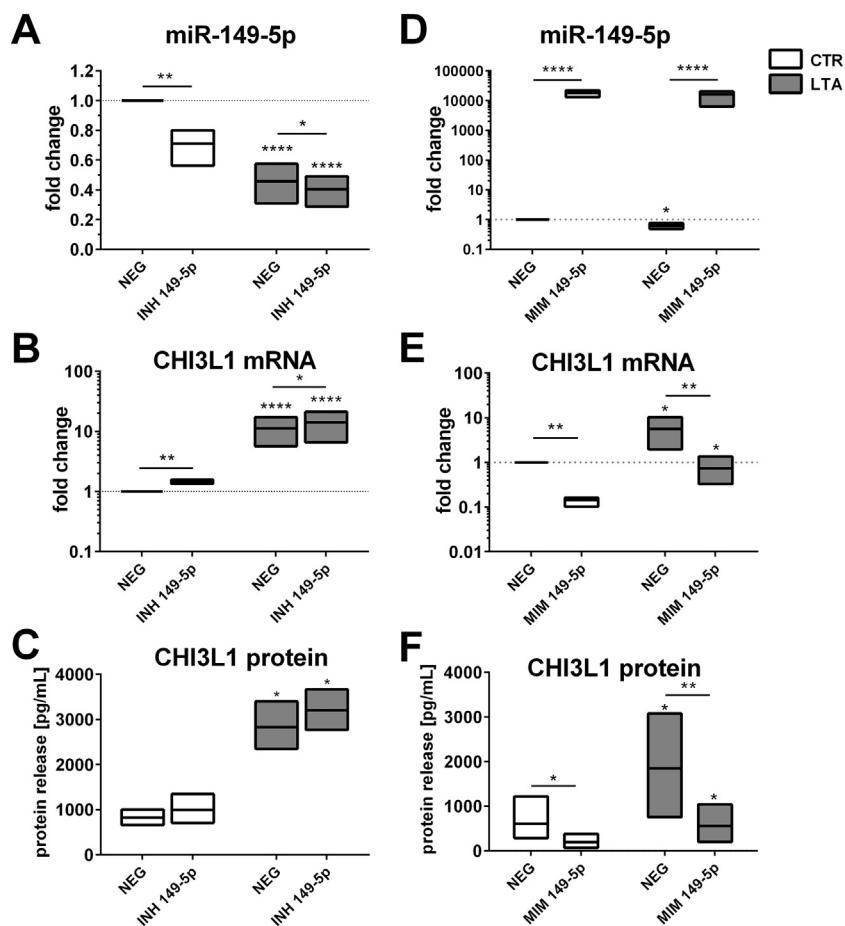 A
miR-149-5p
fold change
1.2
1.0
0.8
0.6
0.4
0.2
0.0
**
*
****
****
NEG
INH 149-5p
NEG
INH 149-5p
D
miR-149-5p
CTR
LTA
fold change
100000
10000
1000
100
10
1
0.1
****
****
*
NEG
MIM 149-5p
NEG
MIM 149-5p
B
CHI3L1 mRNA
fold change
100
10
1
0.1
**
*
****
****
NEG
INH 149-5p
NEG
INH 149-5p
E
CHI3L1 mRNA
fold change
100
10
1
0.1
0.01
**
**
*
*
NEG
MIM 149-5p
NEG
MIM 149-5p
C
CHI3L1 protein
protein release [pg/mL]
4000
3000
2000
1000
0
*
*
NEG
INH 149-5p
NEG
INH 149-5p
F
CHI3L1 protein
protein release [pg/mL]
4000
3000
2000
1000
0
*
**
*
*
NEG
MIM 149-5p
NEG
MIM 149-5p